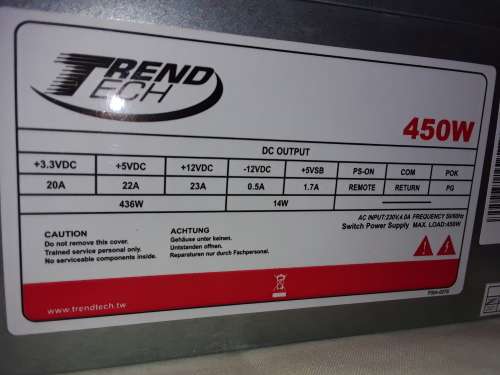 TREND
TECH
450W
DC OUTPUT
+3.3VDC +5VDC +12VDC -12VDC +5VSB PS-ON COM POK
20A 22A 23A 0.5A 1.7A REMOTE RETURN PG
436W 14W
AC INPUT:230V,4.0A FREQUENCY 50/60Hz
Switch Power Supply MAX. LOAD:450W
CAUTION
Do not remove this cover.
Trained service personal only.
No serviceable components inside.
ACHTUNG
Gehäuse unter keinen.
Umständen öffnen.
Reparaturen nur durch Fachpersonal.
www.trendtech.tw